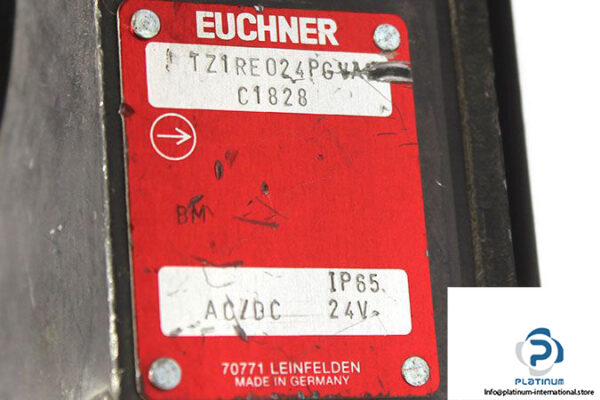 EUCHNER
TZ1RE024PGVA
C1828
BM
IP65
AC/DC 24V
70771 LEINFELDEN
MADE IN GERMANY
PLATINUM
Info@platinum-international.store